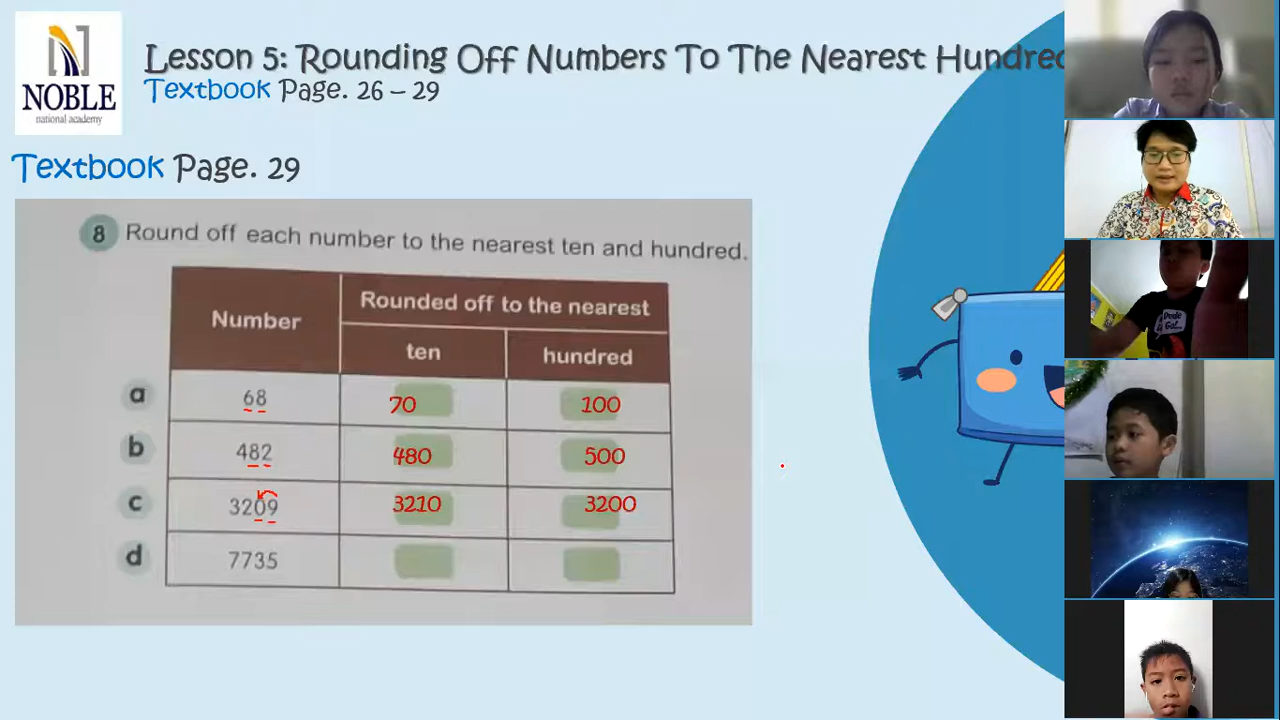 NOBLE
national academy
Lesson 5: Rounding Off Numbers To The Nearest Hundred
Textbook Page. 26 – 29
Textbook Page. 29
8 Round off each number to the nearest ten and hundred.
Number Rounded off to the nearest
ten hundred
a 68 70 100
b 482 480 500
c 3209 3210 3200
d 7735
Dude
Go!